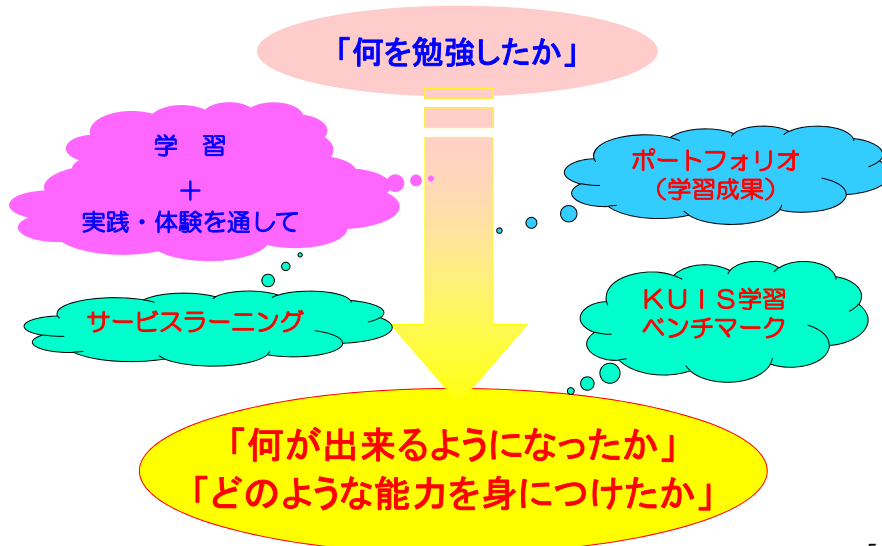 「何を勉強したか」
学　習
＋
実践・体験を通して
ポートフォリオ
（学習成果）
サービスラーニング
ＫＵＩＳ学習
ベンチマーク
「何が出来るようになったか」
「どのような能力を身につけたか」